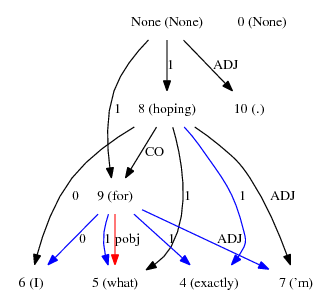 None (None) 0 (None)
1 1 ADJ
8 (hoping) 10 (.)
CO
0 9 (for) 1 1 ADJ
0 1 pobj 1 ADJ
6 (I) 5 (what) 4 (exactly) 7 ('m)